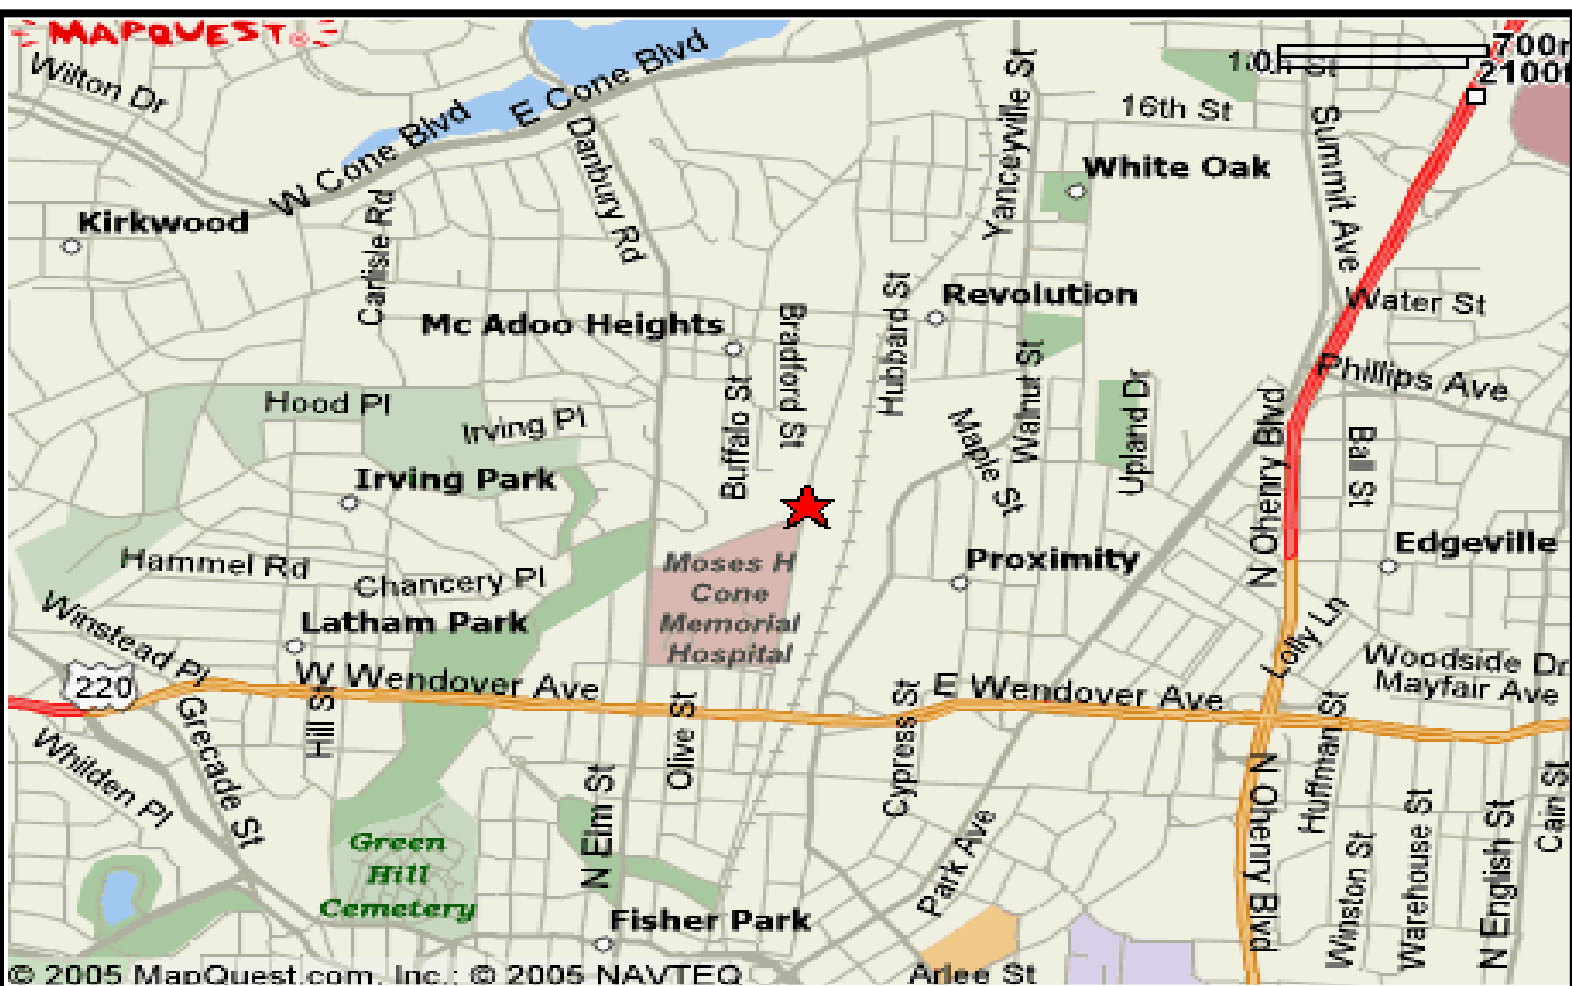 MAPQUEST
700m
2100ft
Wilton Dr
E Cone Blvd
W Cone Blvd
Danbury Rd
Yanceyville St
16th St
Summit Ave
White Oak
Kirkwood
Carlisle Rd
Mc Adoo Heights
Bradford St
Hubbard St
Revolution
Water St
Phillips Ave
Hood Pl
Irving Pl
Buffalo St
Maple St
Walnut St
Upland Dr
N Ohenry Blvd
Ball St
Irving Park
Hammel Rd
Chancery Pl
Moses H
Cone
Memorial
Hospital
Proximity
Edgeville
Winstead Pl
Latham Park
Lolly Ln
Woodside Dr
Mayfair Ave
220
W Wendover Ave
E Wendover Ave
Whilden Pl
Grecade St
Hill St
Olive St
Cypress St
Huffman St
N Elm St
Green
Hill
Cemetery
Park Ave
N Ohenry Blvd
Winston St
Warehouse St
N English St
Cain St
Fisher Park
Arlee St
© 2005 MapQuest.com, Inc.; © 2005 NAVTEQ